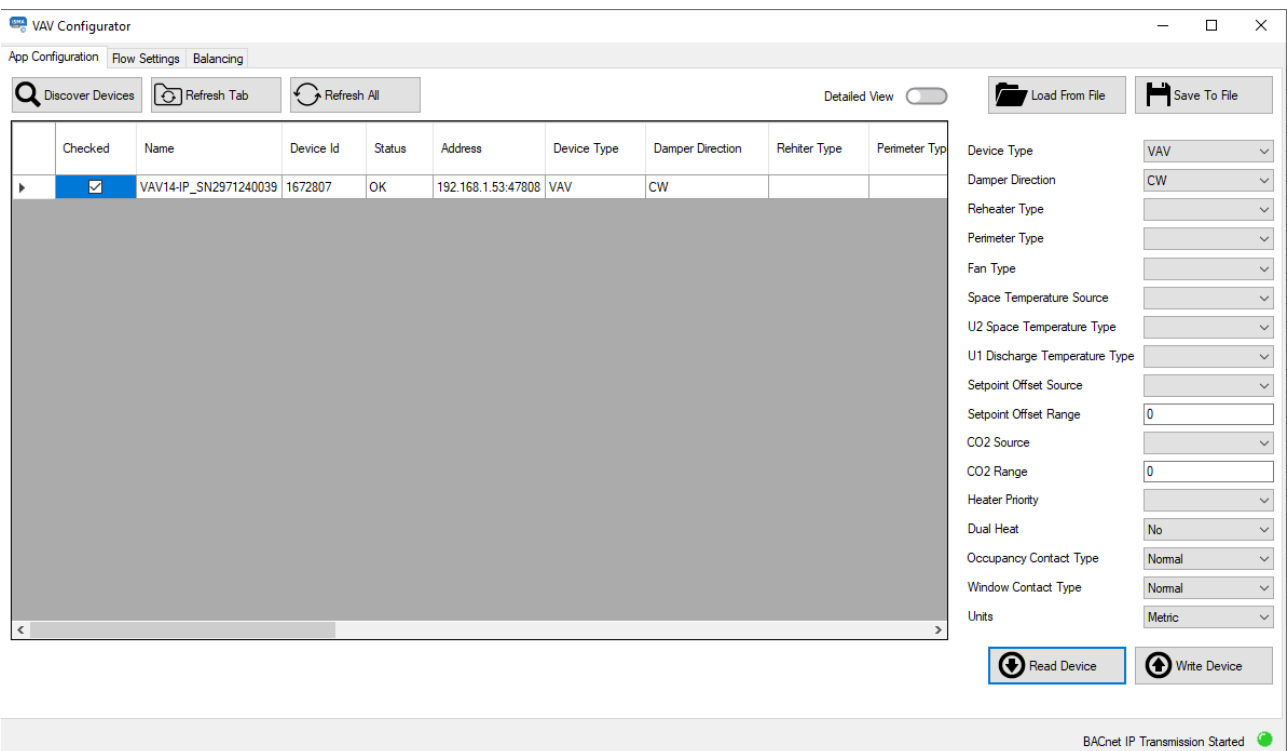 iSMA VAV Configurator
App Configuration Flow Settings Balancing
Discover Devices Refresh Tab Refresh All Detailed View Load From File Save To File
Checked Name Device Id Status Address Device Type Damper Direction Rehiter Type Perimeter Typ
VAV14-IP_SN2971240039 1672807 OK 192.168.1.53:47808 VAV CW
Device Type VAV
Damper Direction CW
Reheater Type
Perimeter Type
Fan Type
Space Temperature Source
U2 Space Temperature Type
U1 Discharge Temperature Type
Setpoint Offset Source
Setpoint Offset Range 0
CO2 Source
CO2 Range 0
Heater Priority
Dual Heat No
Occupancy Contact Type Normal
Window Contact Type Normal
Units Metric
Read Device Write Device
BACnet IP Transmission Started